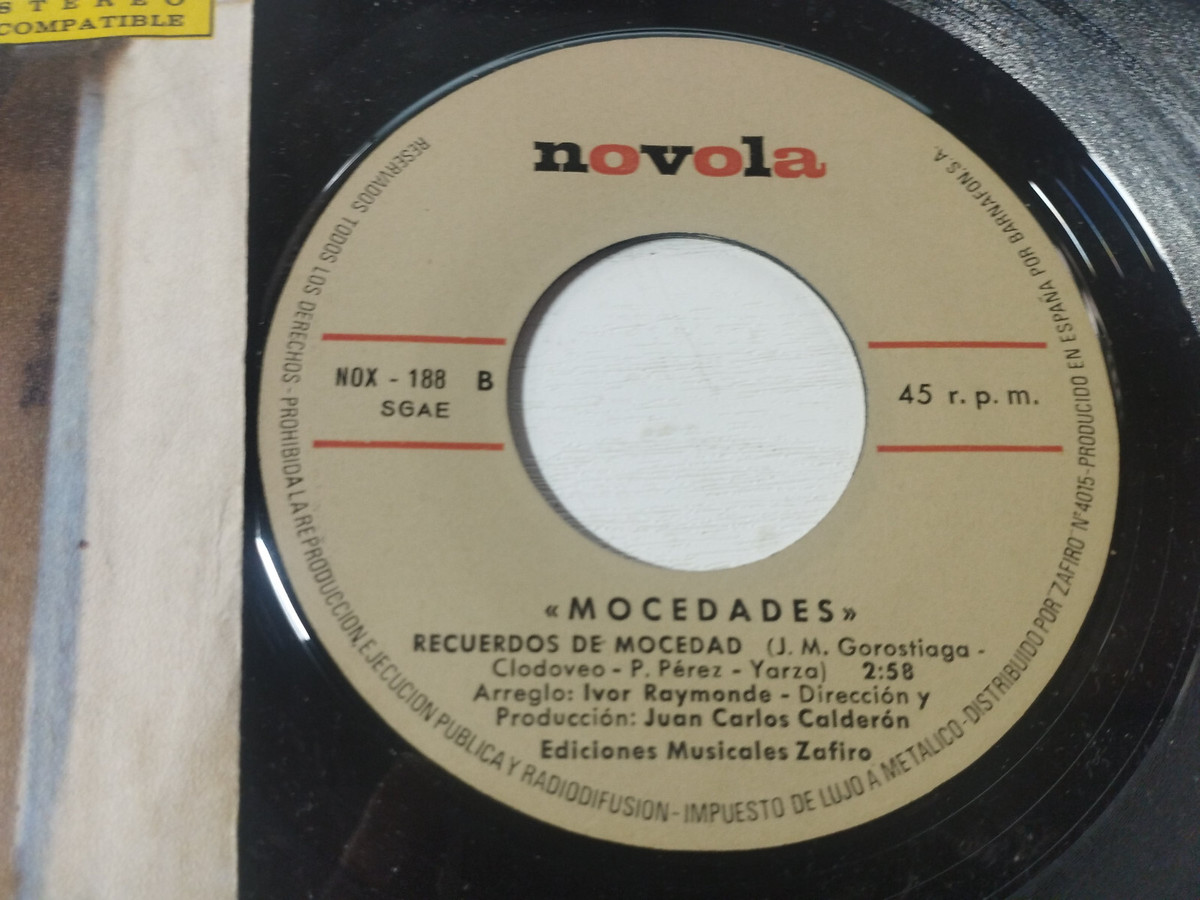 STEREO
COMPATIBLE
novola
NOX - 188 B
SGAE
45 r. p. m.
«MOCEDADES»
RECUERDOS DE MOCEDAD (J. M. Gorostiaga -
Clodoveo - P. Pérez - Yarza) 2:58
Arreglo: Ivor Raymonde - Dirección y
Producción: Juan Carlos Calderón
Ediciones Musicales Zafiro
RESERVADOS TODOS LOS DERECHOS - PROHIBIDA LA REPRODUCCION, EJECUCION PUBLICA Y RADIODIFUSION - IMPUESTO DE LUJO A METALICO - DISTRIBUIDO POR ZAFIRO Nº 4015 - PRODUCIDO EN ESPAÑA POR BARNAFON, S.A.